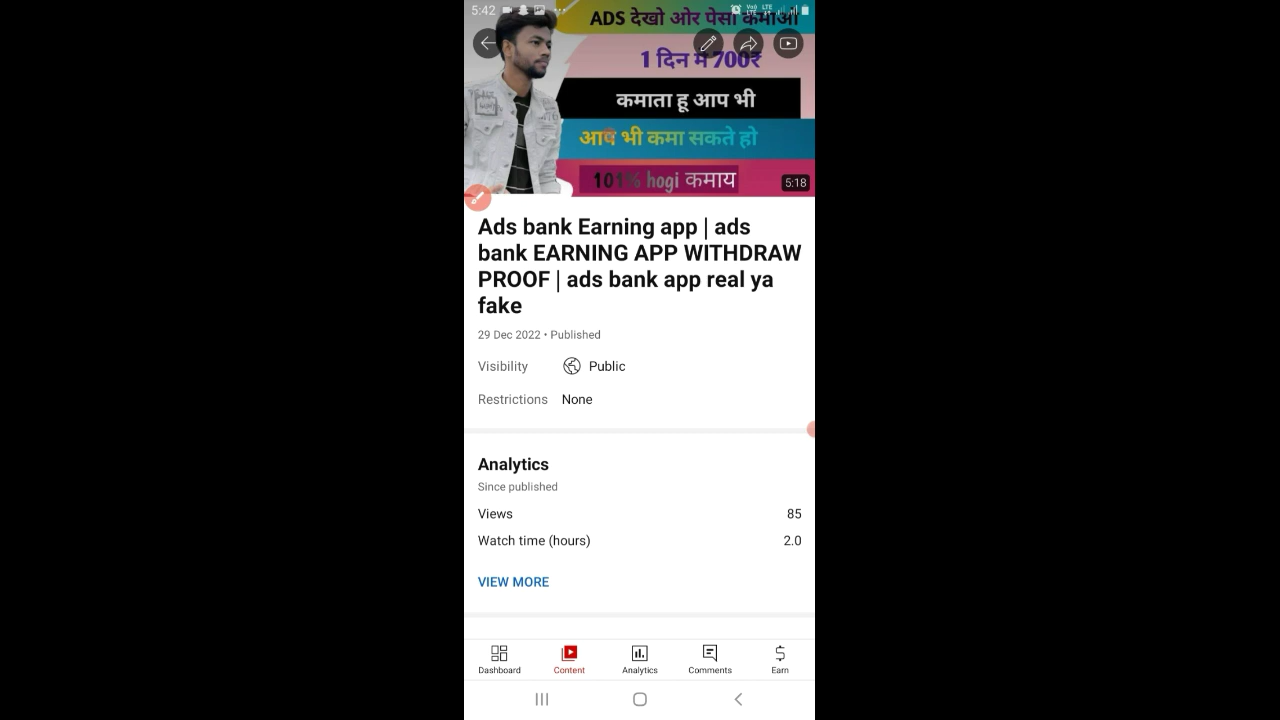 5:42
ADS देखो ओर पैसा कमाओ
1 दिन म 700₹
कमाता हू आप भी
आप भी कमा सकते हो
101% hogi कमाय
5:18
Ads bank Earning app | ads
bank EARNING APP WITHDRAW
PROOF | ads bank app real ya
fake
29 Dec 2022 • Published
Visibility Public
Restrictions None
Analytics
Since published
Views 85
Watch time (hours) 2.0
VIEW MORE
Dashboard Content Analytics Comments Earn